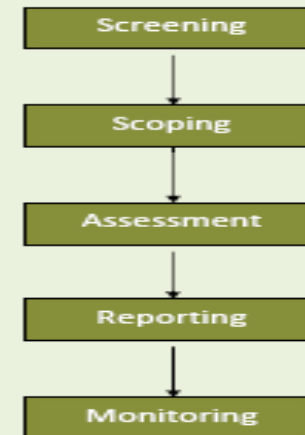 Screening
Scoping
Assessment
Reporting
Monitoring